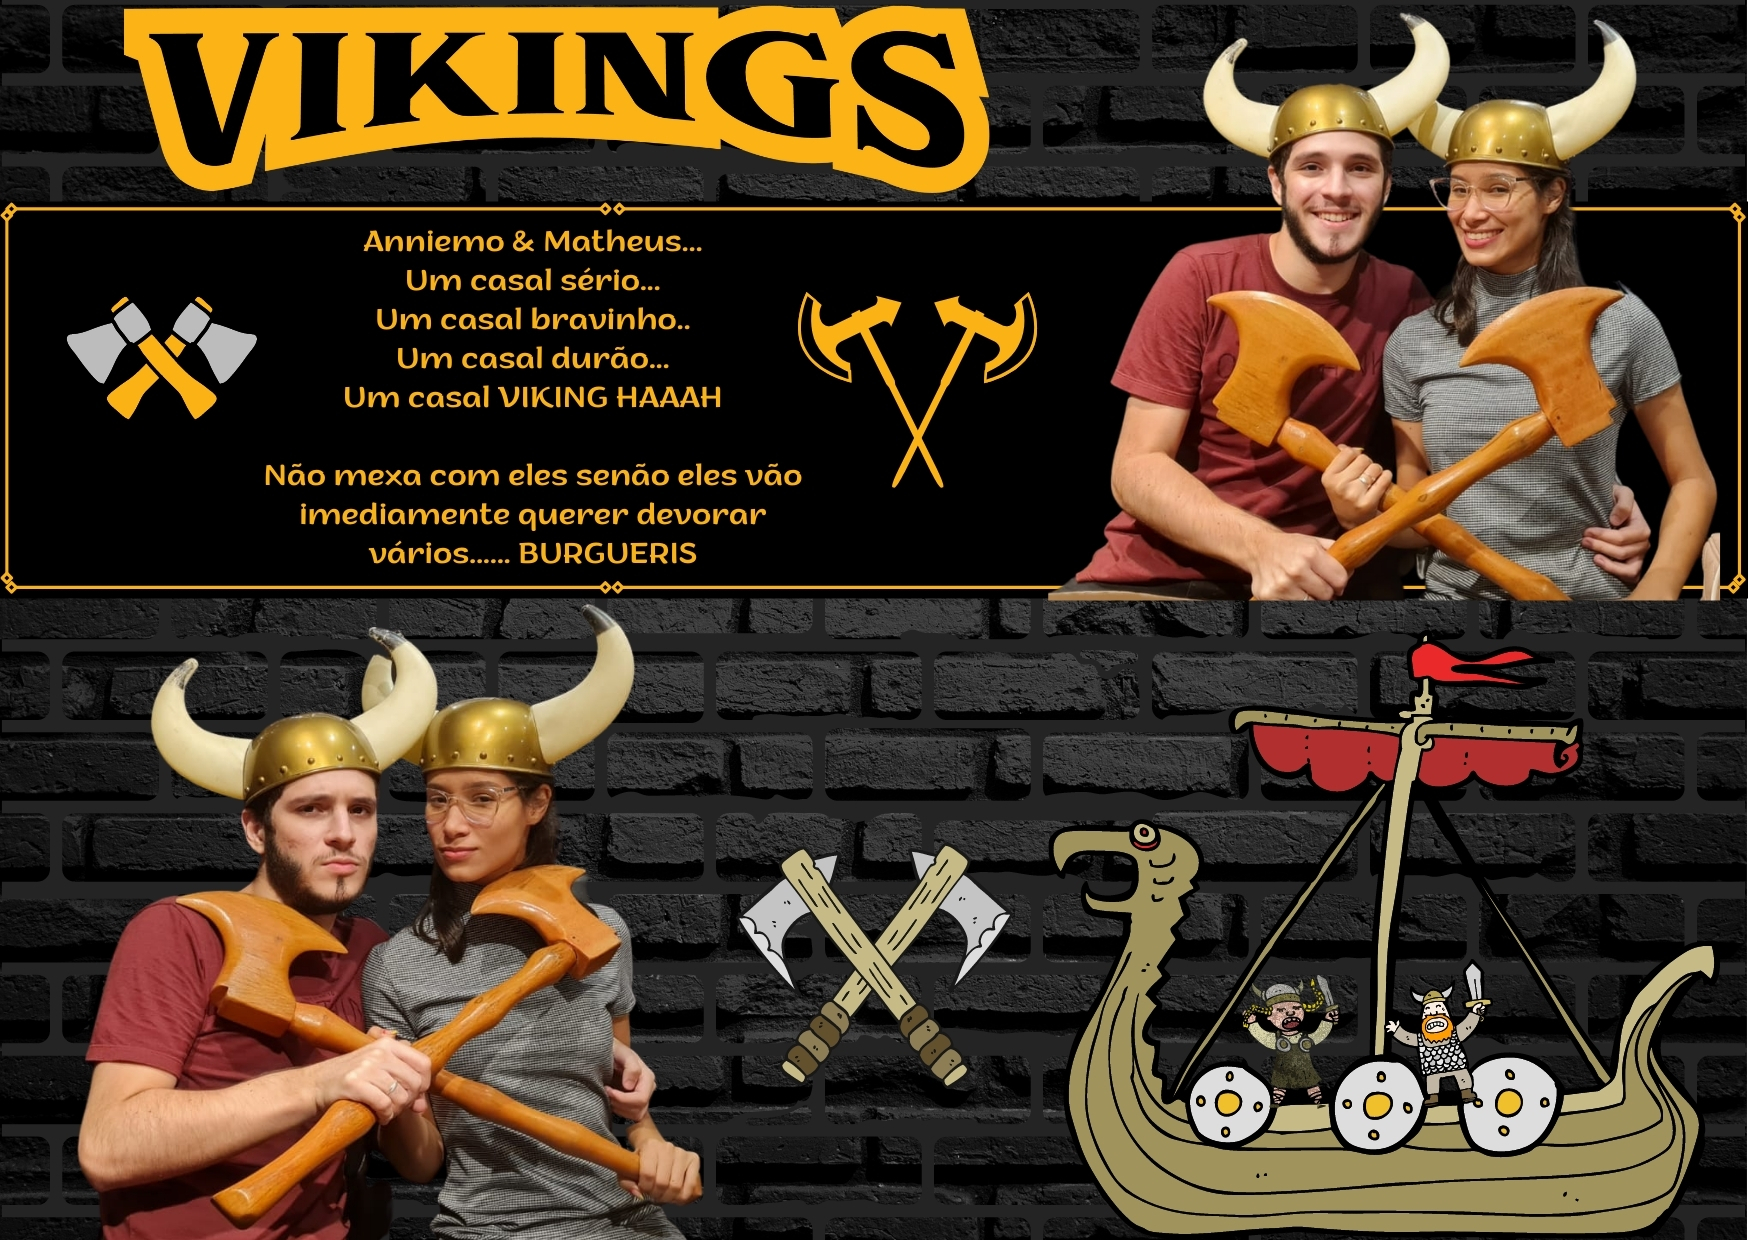 VIKINGS
Anniemo & Matheus...
Um casal sério...
Um casal bravinho..
Um casal durão...
Um casal VIKING HAAAH
Não mexa com eles senão eles vão
imediamente querer devorar
vários...... BURGUERIS